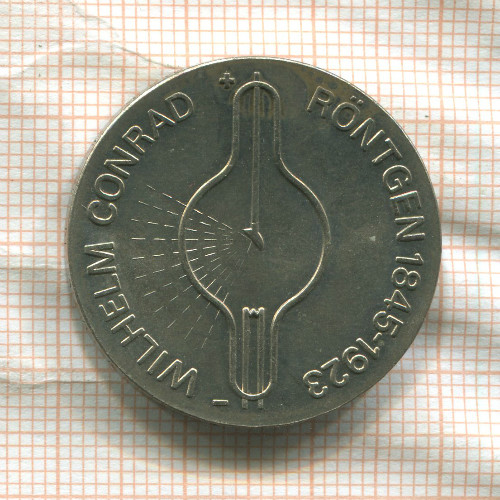 WILHELM CONRAD
RÖNTGEN 1845-1923